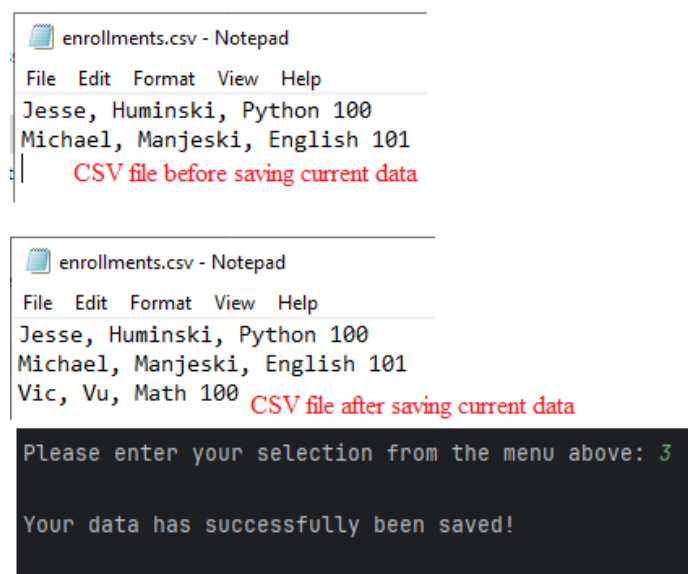 enrollments.csv - Notepad
File Edit Format View Help
Jesse, Huminski, Python 100
Michael, Manjeski, English 101
CSV file before saving current data
enrollments.csv - Notepad
File Edit Format View Help
Jesse, Huminski, Python 100
Michael, Manjeski, English 101
Vic, Vu, Math 100
CSV file after saving current data
Please enter your selection from the menu above: 3
Your data has successfully been saved!